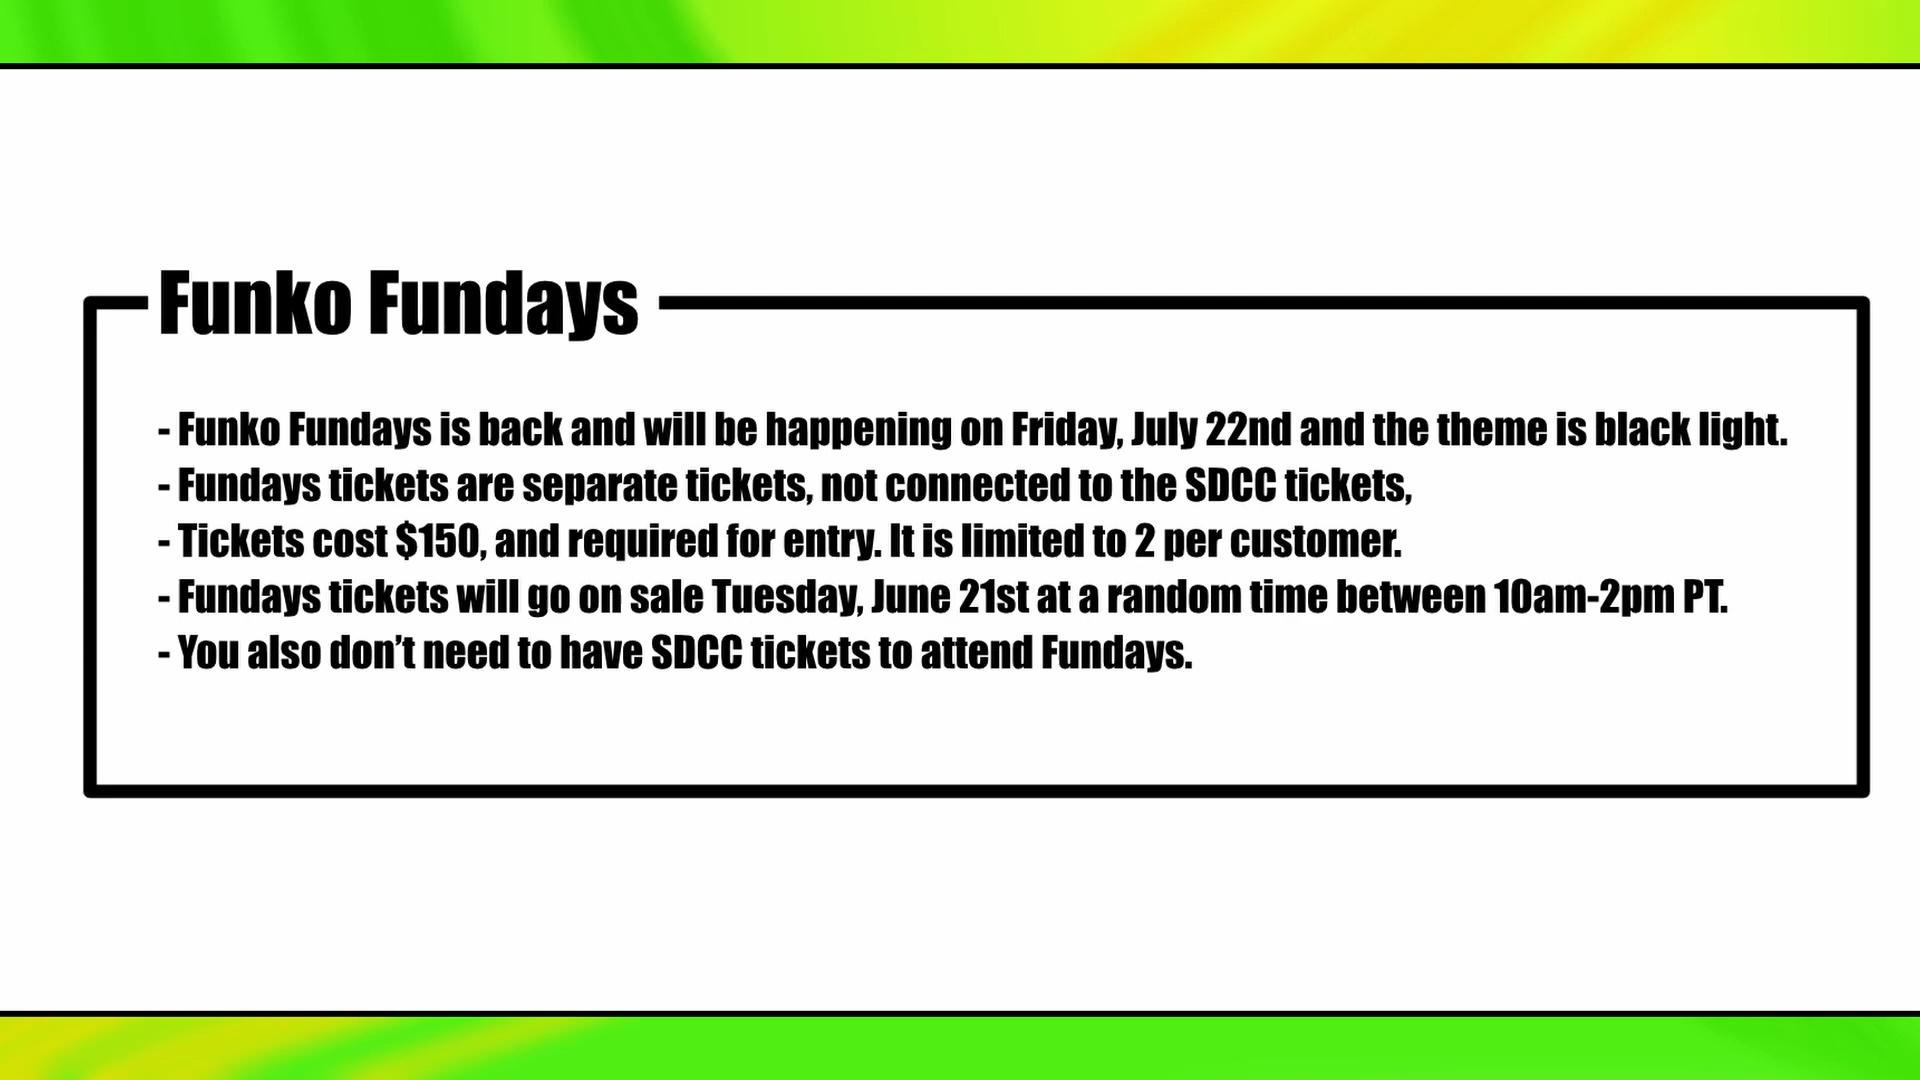 Funko Fundays
- Funko Fundays is back and will be happening on Friday, July 22nd and the theme is black light.
- Fundays tickets are separate tickets, not connected to the SDCC tickets,
- Tickets cost $150, and required for entry. It is limited to 2 per customer.
- Fundays tickets will go on sale Tuesday, June 21st at a random time between 10am-2pm PT.
- You also don’t need to have SDCC tickets to attend Fundays.